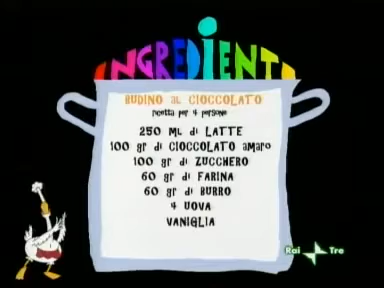 INGREDIENTI
BUDINO AL CIOCCOLATO
ricetta per 4 persone
250 ML di LATTE
100 gr di CIOCCOLATO amaro
100 gr di ZUCCHERO
60 gr di FARINA
60 gr di BURRO
4 UOVA
VANIGLIA
Rai Tre